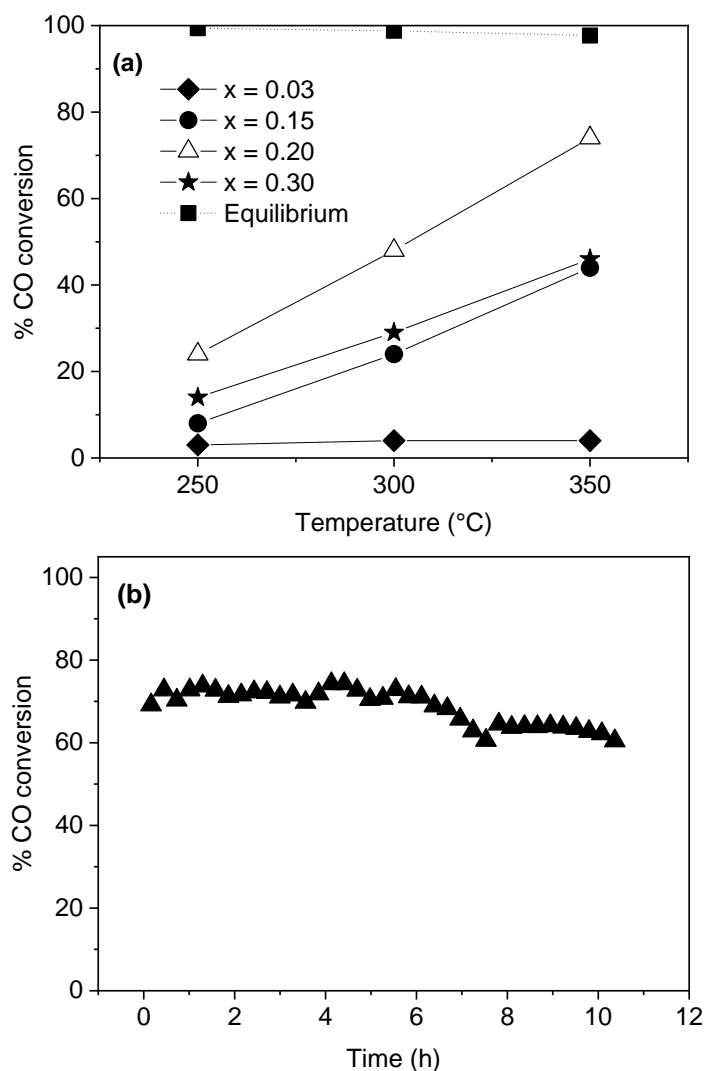 100
(a)
x = 0.03
80
x = 0.15
x = 0.20
60
x = 0.30
Equilibrium
% CO conversion
40
20
0
250 300 350
Temperature (°C)
100
(b)
80
60
% CO conversion
40
20
0
0 2 4 6 8 10 12
Time (h)